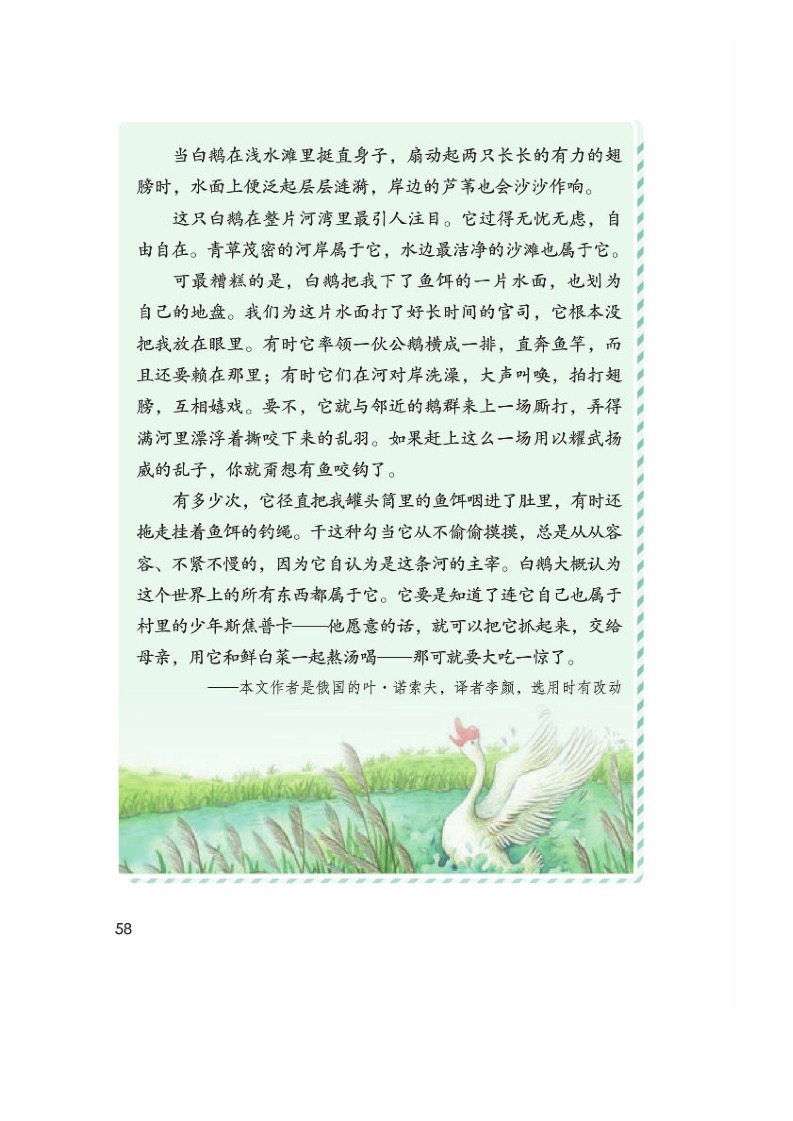 当白鹅在浅水滩里挺直身子，扇动起两只长长的有力的翅
膀时，水面上便泛起层层涟漪，岸边的芦苇也会沙沙作响。
这只白鹅在整片河湾里最引人注目。它过得无忧无虑，自
由自在。青草茂密的河岸属于它，水边最洁净的沙滩也属于它。
可最糟糕的是，白鹅把我下了鱼饵的一片水面，也划为
自己的地盘。我们为这片水面打了好长时间的官司，它根本没
把我放在眼里。有时它率领一伙公鹅横成一排，直奔鱼竿，而
且还要赖在那里；有时它们在河对岸洗澡，大声叫唤，拍打翅
膀，互相嬉戏。要不，它就与邻近的鹅群来上一场厮打，弄得
满河里漂浮着撕咬下来的乱羽。如果赶上这么一场用以耀武扬
威的乱子，你就甭想有鱼咬钩了。
有多少次，它径直把我罐头筒里的鱼饵咽进了肚里，有时还
拖走挂着鱼饵的钓绳。干这种勾当它从不偷偷摸摸，总是从从容
容、不紧不慢的，因为它自认为是这条河的主宰。白鹅大概认为
这个世界上的所有东西都属于它。它要是知道了连它自己也属于
村里的少年斯焦普卡——他愿意的话，就可以把它抓起来，交给
母亲，用它和鲜白菜一起熬汤喝——那可就要大吃一惊了。
——本文作者是俄国的叶·诺索夫，译者李颜，选用时有改动
58